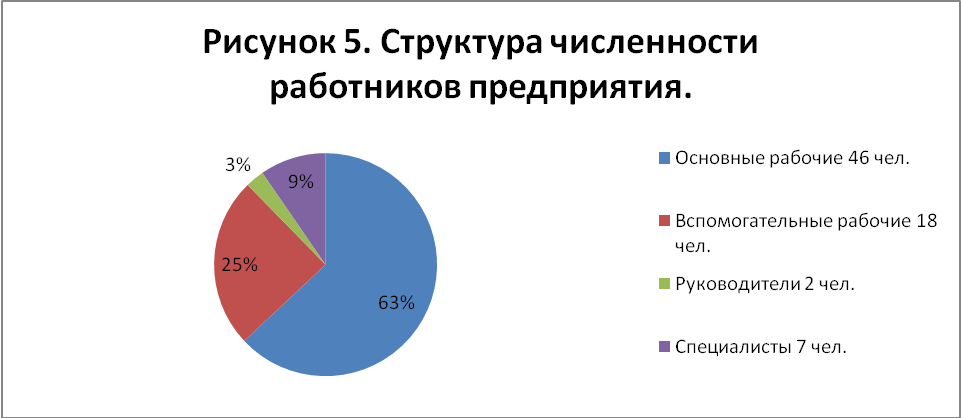 Рисунок 5. Структура численности
работников предприятия.
3%
9%
25%
63%
Основные рабочие 46 чел.
Вспомогательные рабочие 18
чел.
Руководители 2 чел.
Специалисты 7 чел.